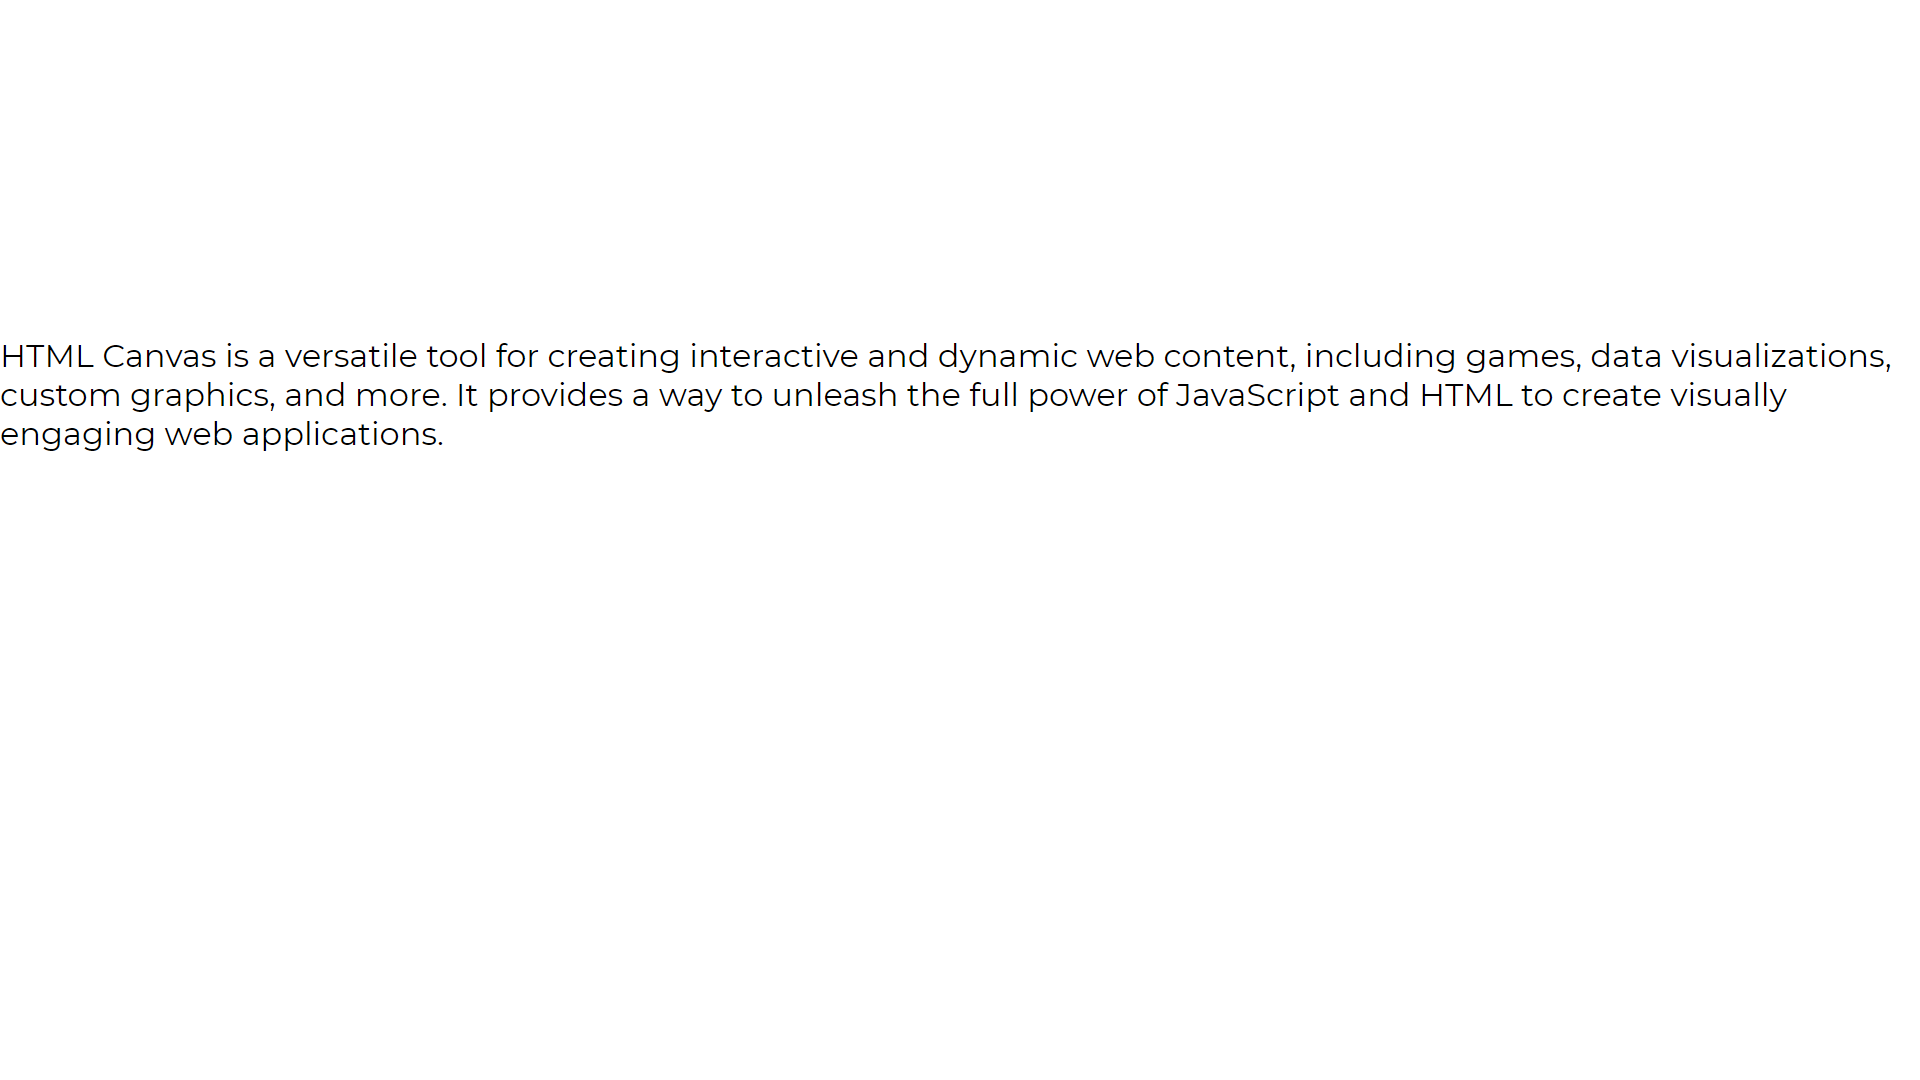 HTML Canvas is a versatile tool for creating interactive and dynamic web content, including games, data visualizations,
custom graphics, and more. It provides a way to unleash the full power of JavaScript and HTML to create visually
engaging web applications.